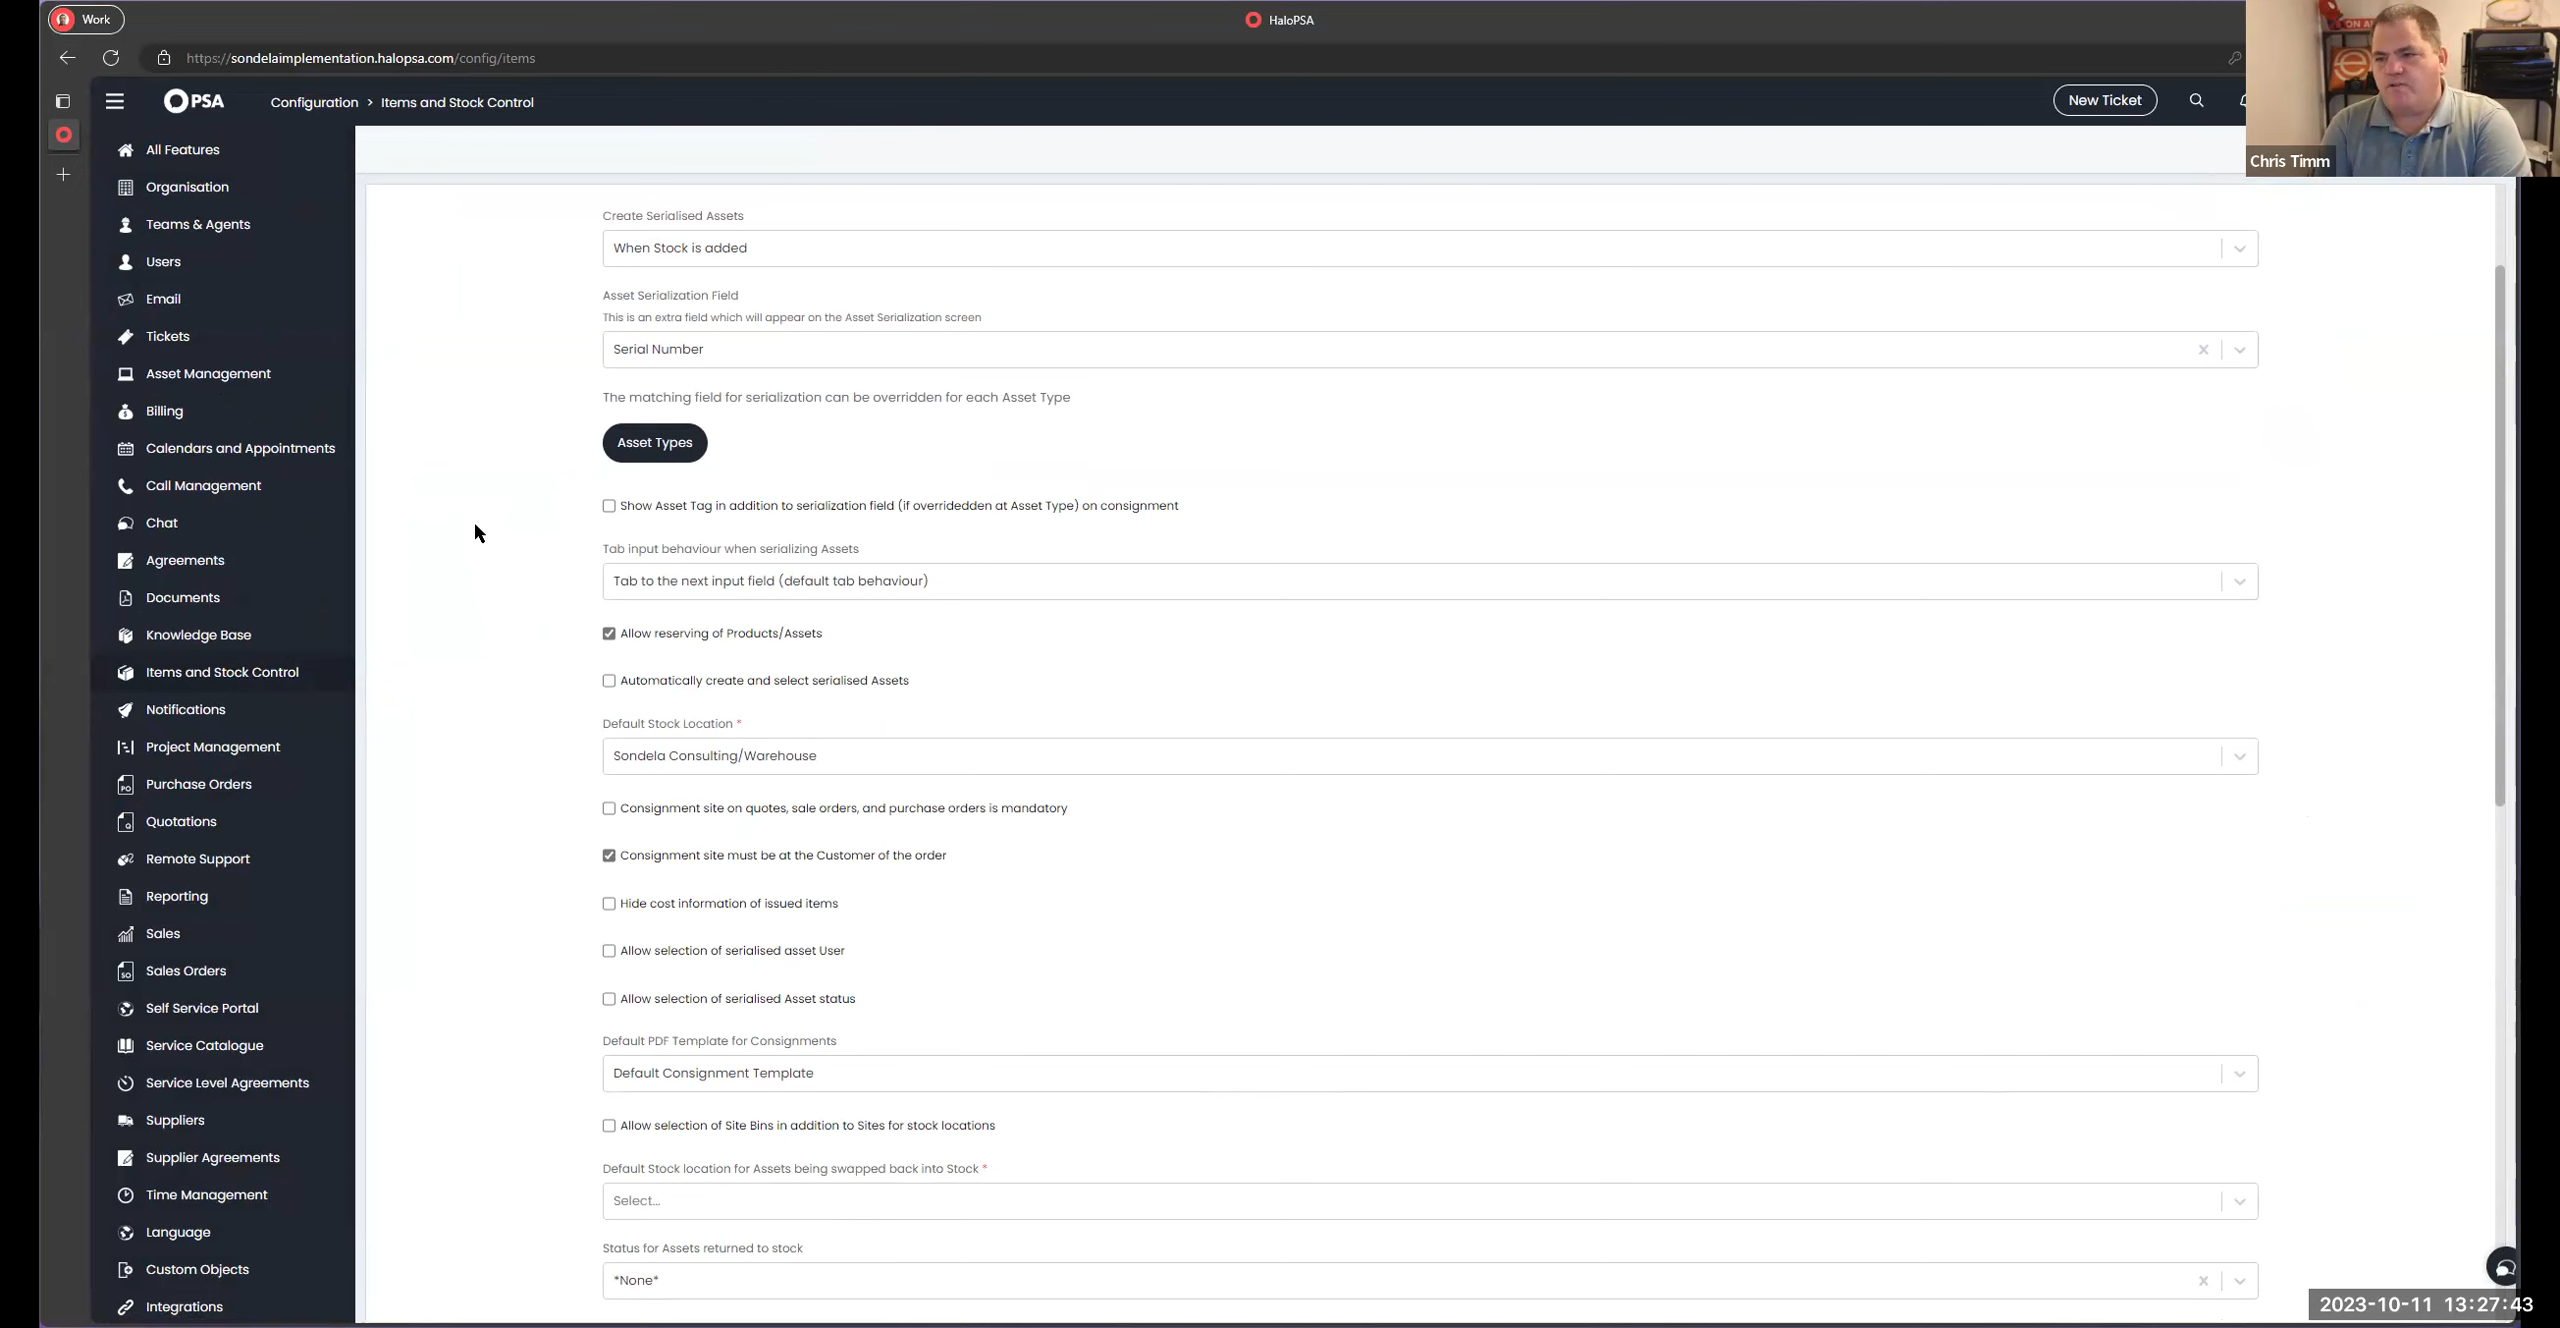 Work
HaloPSA
https://sondelaimplementation.halopsa.com/config/items
PSA
Configuration > Items and Stock Control
New Ticket
Chris Timm
All Features
Organisation
Teams & Agents
Users
Email
Tickets
Asset Management
Billing
Calendars and Appointments
Call Management
Chat
Agreements
Documents
Knowledge Base
Items and Stock Control
Notifications
Project Management
Purchase Orders
Quotations
Remote Support
Reporting
Sales
Sales Orders
Self Service Portal
Service Catalogue
Service Level Agreements
Suppliers
Supplier Agreements
Time Management
Language
Custom Objects
Integrations
Create Serialised Assets
When Stock is added
Asset Serialization Field
This is an extra field which will appear on the Asset Serialization screen
Serial Number
The matching field for serialization can be overridden for each Asset Type
Asset Types
Show Asset Tag in addition to serialization field (if overridedden at Asset Type) on consignment
Tab input behaviour when serializing Assets
Tab to the next input field (default tab behaviour)
Allow reserving of Products/Assets
Automatically create and select serialised Assets
Default Stock Location *
Sondela Consulting/Warehouse
Consignment site on quotes, sale orders, and purchase orders is mandatory
Consignment site must be at the Customer of the order
Hide cost information of issued items
Allow selection of serialised asset User
Allow selection of serialised Asset status
Default PDF Template for Consignments
Default Consignment Template
Allow selection of Site Bins in addition to Sites for stock locations
Default Stock location for Assets being swapped back into Stock *
Select...
Status for Assets returned to stock
*None*
2023-10-11 13:27:43